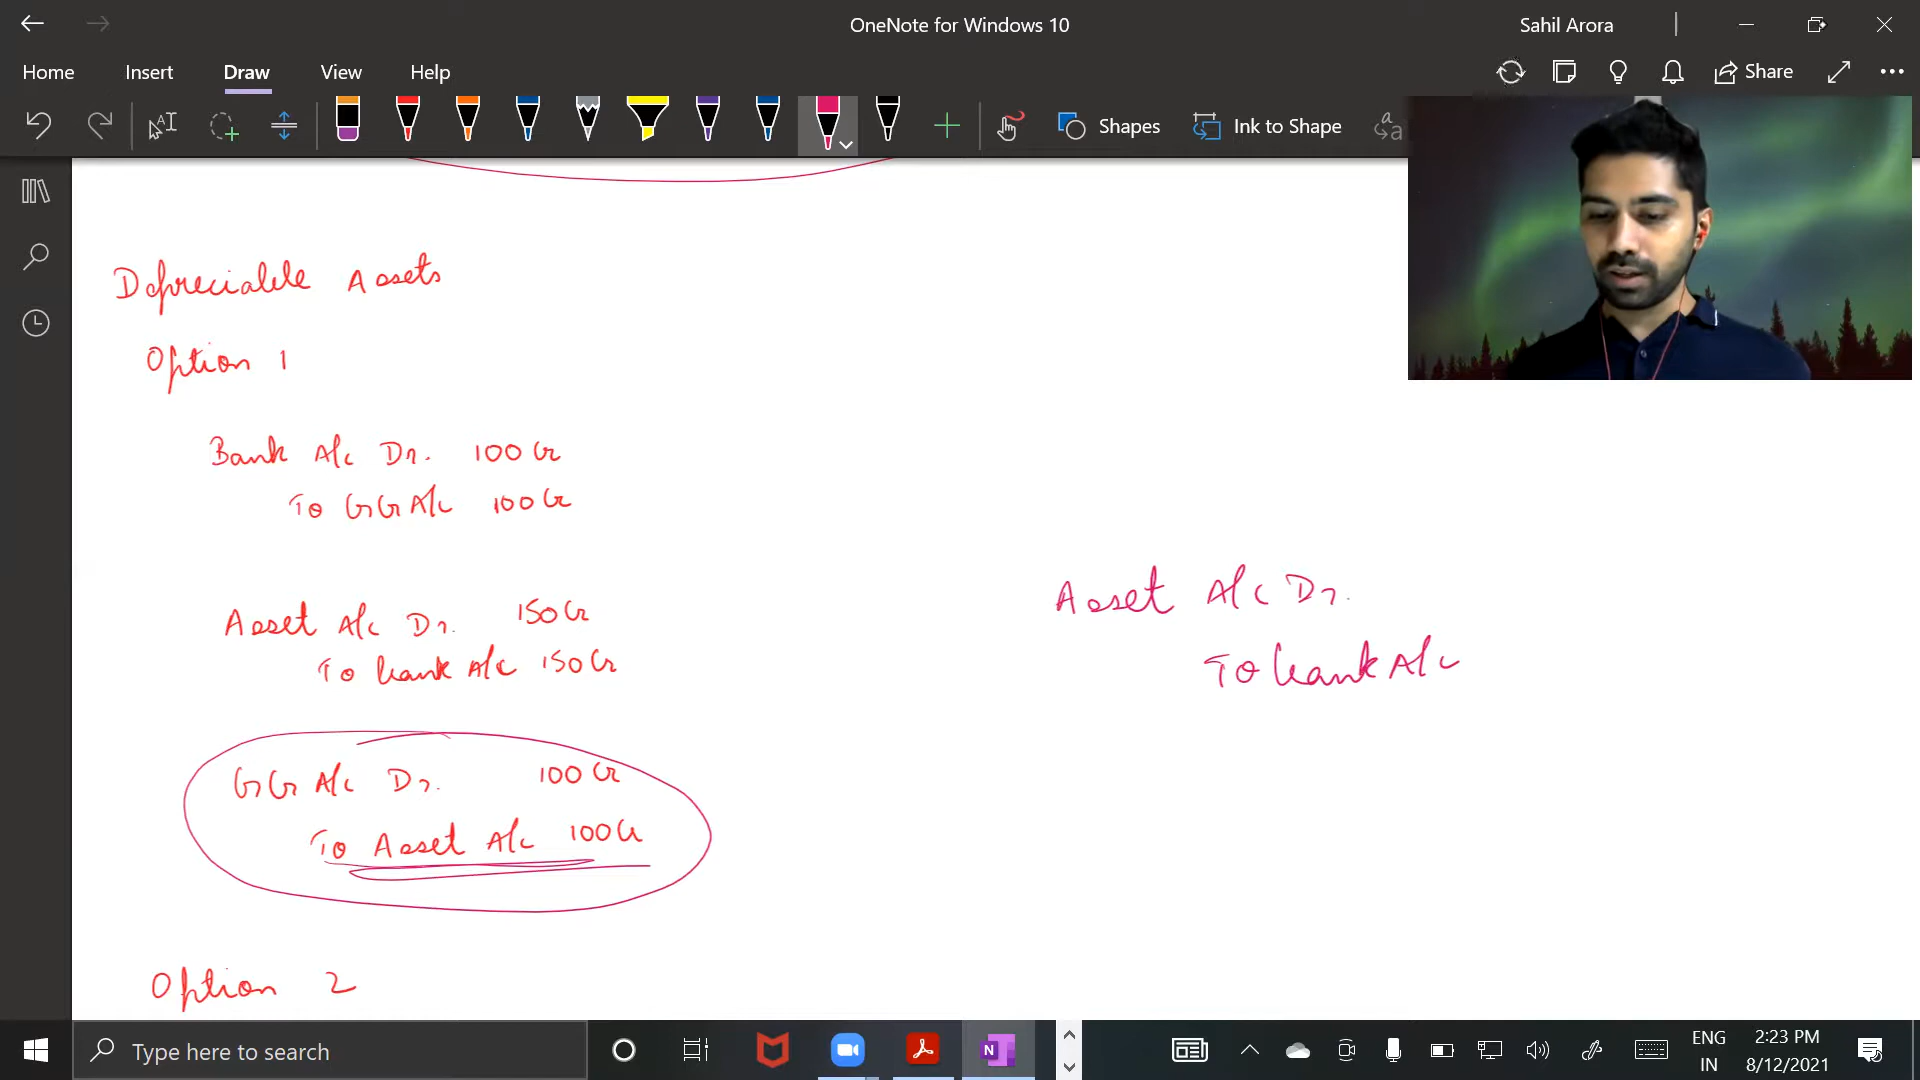 OneNote for Windows 10
Sahil Arora
Home Insert Draw View Help
Share
Shapes Ink to Shape
Depreciable Assets
Option 1
Bank A/c Dr. 100 Cr
To GG A/c 100 Cr
Asset A/c Dr. 150 Cr
To bank A/c 150 Cr
Asset A/c Dr.
To bank A/c
GG A/c Dr. 100 Cr
To Asset A/c 100 Cr
Option 2
Type here to search
ENG
IN
2:23 PM
8/12/2021